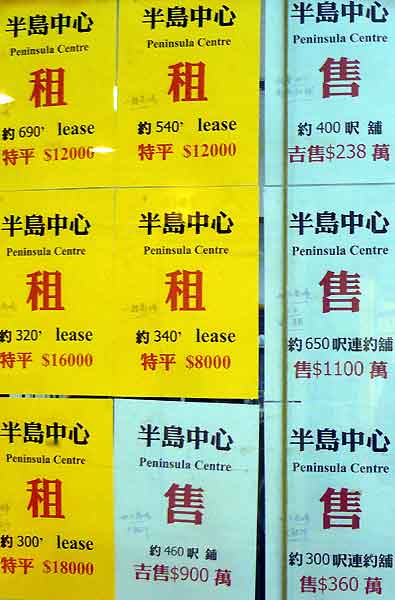 半島中心
Peninsula Centre
租
約 690' lease
特平 $12000
半島中心
Peninsula Centre
租
約 540' lease
特平 $12000
半島中心
Peninsula Centre
售
約 400 呎 舖
吉售$238 萬
半島中心
Peninsula Centre
租
約 320' lease
特平 $16000
半島中心
Peninsula Centre
租
約 340' lease
特平 $8000
半島中心
Peninsula Centre
售
約 650 呎連約舖
售$1100 萬
半島中心
Peninsula Centre
租
約 300' lease
特平 $18000
半島中心
Peninsula Centre
售
約 460 呎 舖
吉售$900 萬
半島中心
Peninsula Centre
售
約 300 呎連約舖
售$360 萬